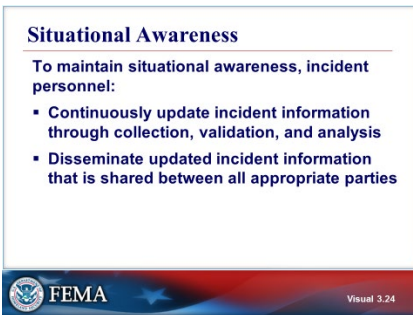 Situational Awareness
To maintain situational awareness, incident
personnel:
▪ Continuously update incident information
through collection, validation, and analysis
▪ Disseminate updated incident information
that is shared between all appropriate parties
FEMA
Visual 3.24